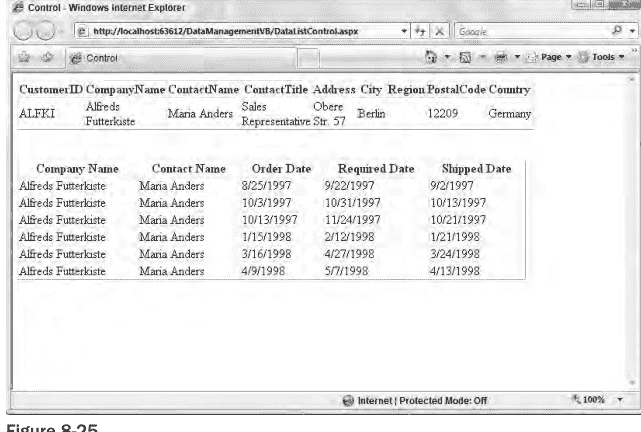 Control - Windows Internet Explorer
http://localhost:63612/DataManagementVB/DataListControl.aspx
Google
Control
Page
Tools
CustomerID CompanyName ContactName ContactTitle Address City Region PostalCode Country
ALFKI Alfreds Futterkiste Maria Anders Sales Representative Obere Str. 57 Berlin 12209 Germany
Company Name Contact Name Order Date Required Date Shipped Date
Alfreds Futterkiste Maria Anders 8/25/1997 9/22/1997 9/2/1997
Alfreds Futterkiste Maria Anders 10/3/1997 10/31/1997 10/13/1997
Alfreds Futterkiste Maria Anders 10/13/1997 11/24/1997 10/21/1997
Alfreds Futterkiste Maria Anders 1/15/1998 2/12/1998 1/21/1998
Alfreds Futterkiste Maria Anders 3/16/1998 4/27/1998 3/24/1998
Alfreds Futterkiste Maria Anders 4/9/1998 5/7/1998 4/13/1998
Internet | Protected Mode: Off
100%
Figure 8-25